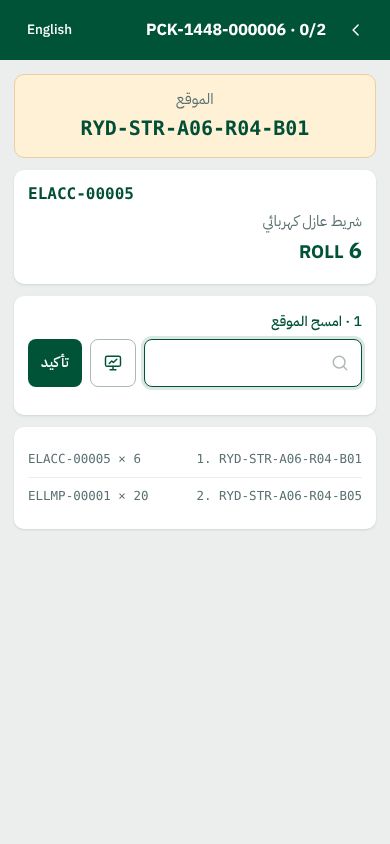 PCK-1448-000006 · 0/2
English
الموقع
RYD-STR-A06-R04-B01
ELACC-00005
شريط عازل كهربائي
6 ROLL
1 · امسح الموقع
تأكيد
1. RYD-STR-A06-R04-B01 ELACC-00005 × 6
2. RYD-STR-A06-R04-B05 ELLMP-00001 × 20